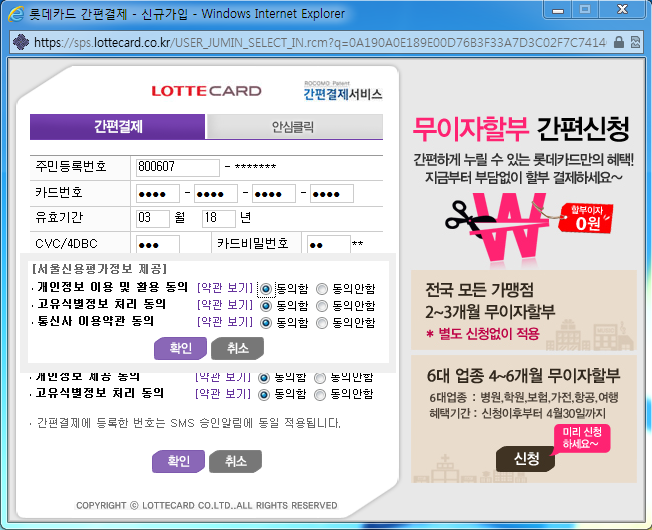 롯데카드 간편결제 - 신규가입 - Windows Internet Explorer
https://sps.lottecard.co.kr/USER_JUMIN_SELECT_IN.rcm?q=0A190A0E189E00D76B3F33A7D3C02F7C7414
LOTTE CARD
ROCOMO Patent
간편결제서비스
간편결제
안심클릭
주민등록번호 800607 - *******
카드번호 ●●●● - ●●●● - ●●●● - ●●●●
유효기간 03 월 18 년
CVC/4DBC ●●● 카드비밀번호 ●● **
[서울신용평가정보 제공]
· 개인정보 이용 및 활용 동의 [약관 보기] 동의함 동의안함
· 고유식별정보 처리 동의 [약관 보기] 동의함 동의안함
· 통신사 이용약관 동의 [약관 보기] 동의함 동의안함
확인 취소
· 개인정보 제공 동의 [약관 보기] 동의함 동의안함
· 고유식별정보 처리 동의 [약관 보기] 동의함 동의안함
· 간편결제에 등록한 번호는 SMS 승인알림에 동일 적용됩니다.
확인 취소
COPYRIGHT ⓒ LOTTECARD CO.LTD..ALL RIGHTS RESERVED
무이자할부 간편신청
간편하게 누릴 수 있는 롯데카드만의 혜택!
지금부터 부담없이 할부 결제하세요~
할부이자
0원
전국 모든 가맹점
2~3개월 무이자할부
* 별도 신청없이 적용
6대 업종 4~6개월 무이자할부
6대업종 : 병원,학원,보험,가전,항공,여행
혜택기간 : 신청이후부터 4월30일까지
미리 신청
하세요~
신청